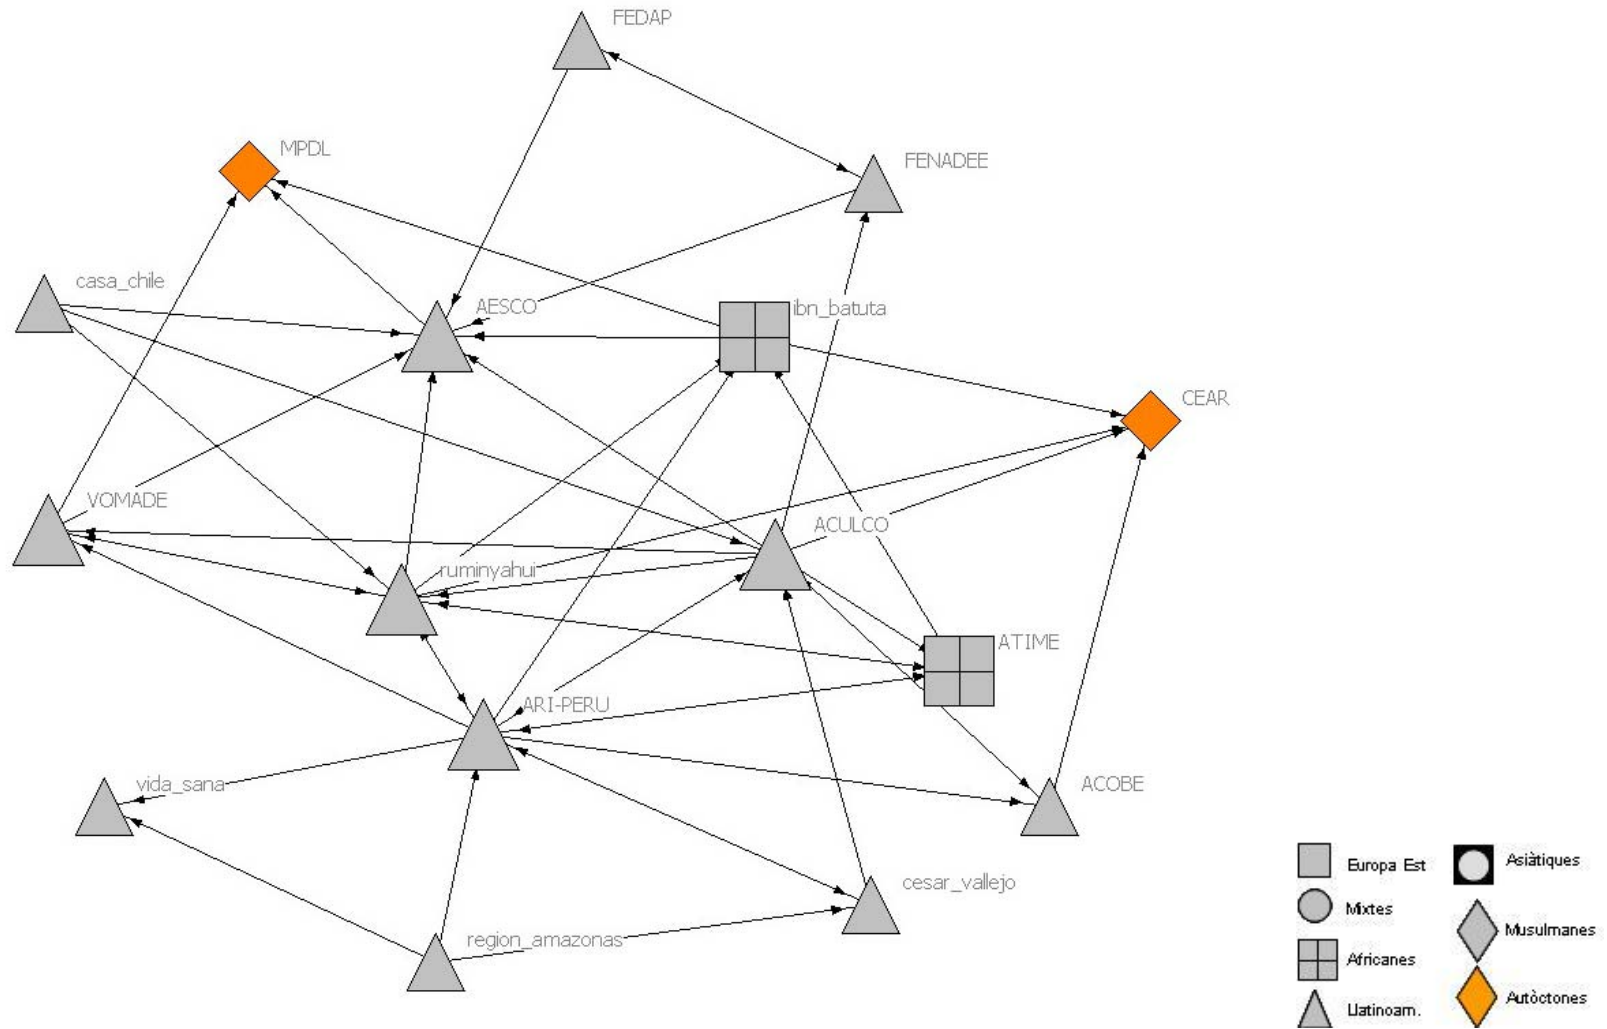 FEDAP
MPDL
FENADEE
casa_chile
AESCO
ibn_batuta
CEAR
VOMADE
ACULCO
ruminyahui
ATIME
ARI-PERU
vida_sana
ACOBE
cesar_vallejo
region_amazonas
Europa Est
Asiàtiques
Mixtes
Musulmanes
Africanes
Autòctones
Llatinoam.